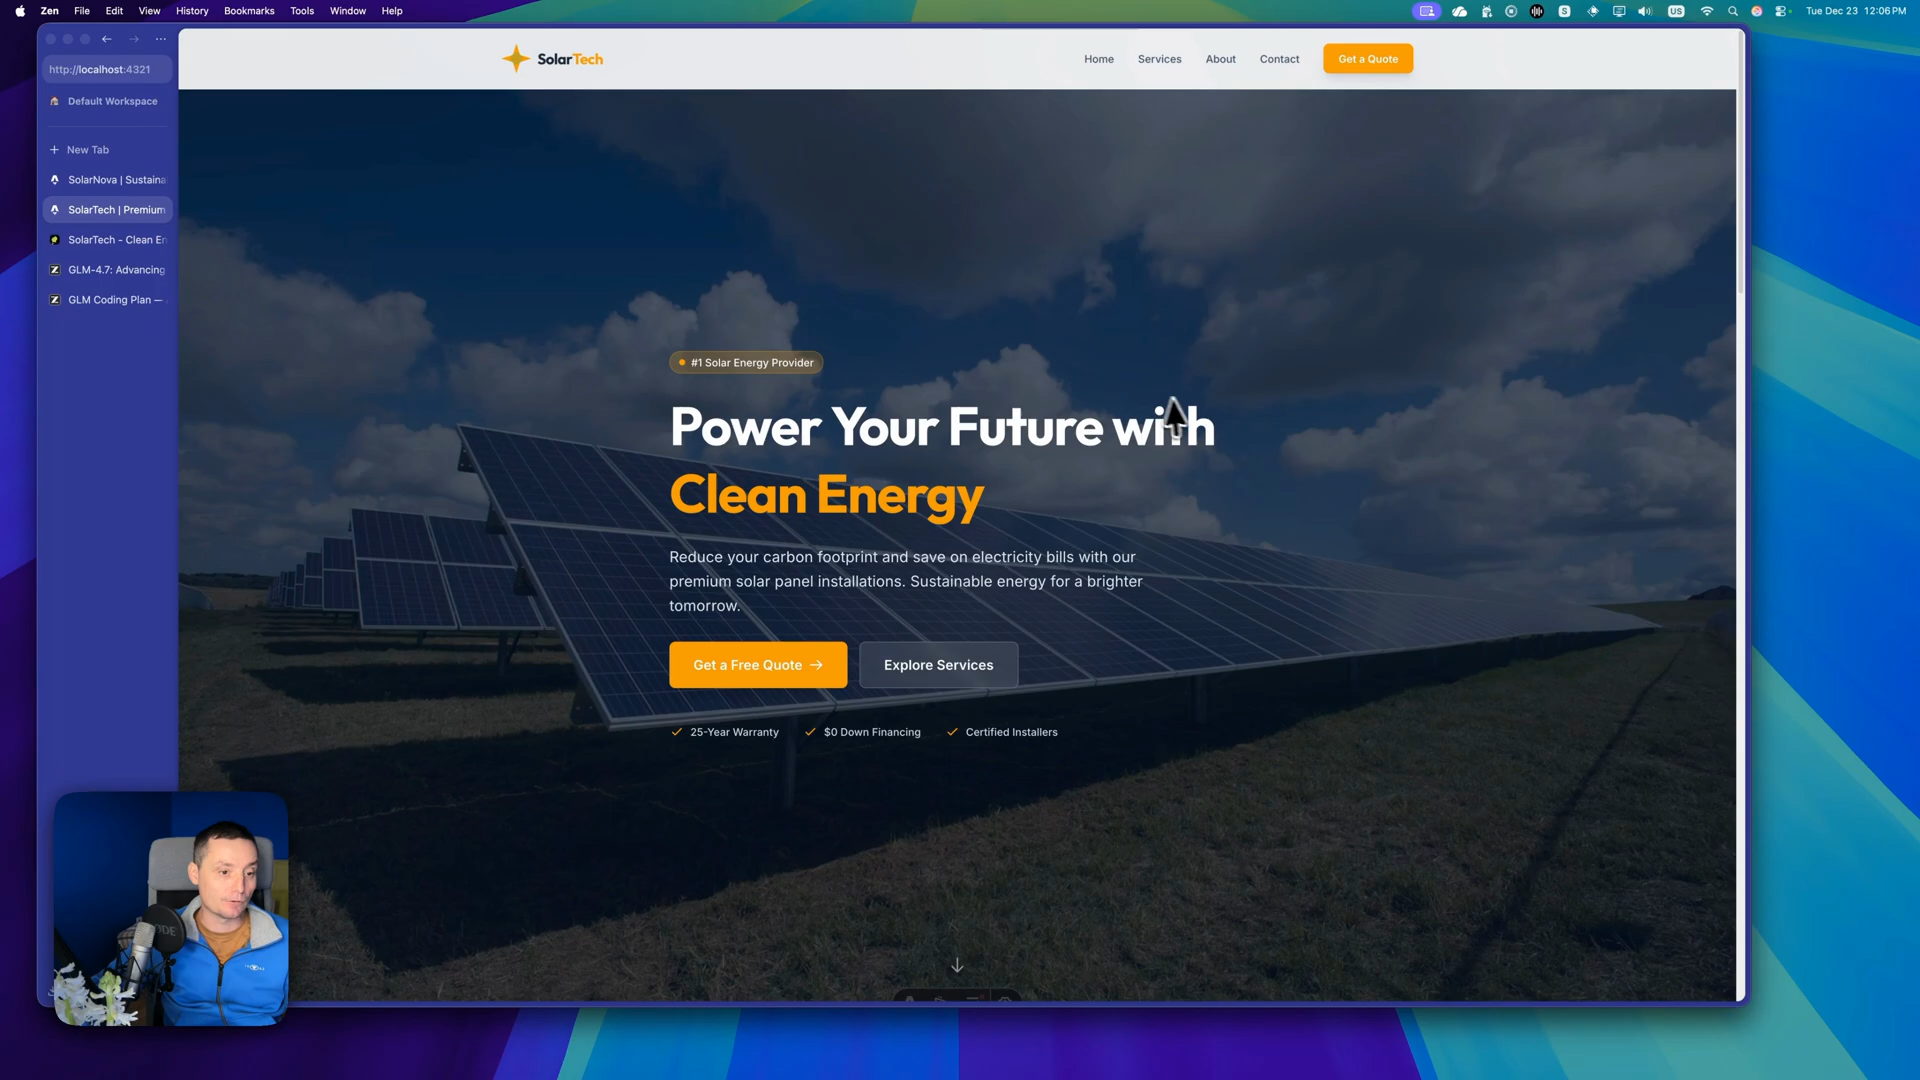 Zen File Edit View History Bookmarks Tools Window Help
S
US
Tue Dec 23 12:06 PM
http://localhost:4321
Default Workspace
New Tab
SolarNova | Sustaina
SolarTech | Premium
SolarTech - Clean En
Z GLM-4.7: Advancing
Z GLM Coding Plan —
SolarTech
Home Services About Contact Get a Quote
#1 Solar Energy Provider
Power Your Future with
Clean Energy
Reduce your carbon footprint and save on electricity bills with our
premium solar panel installations. Sustainable energy for a brighter
tomorrow.
Get a Free Quote → Explore Services
25-Year Warranty $0 Down Financing Certified Installers